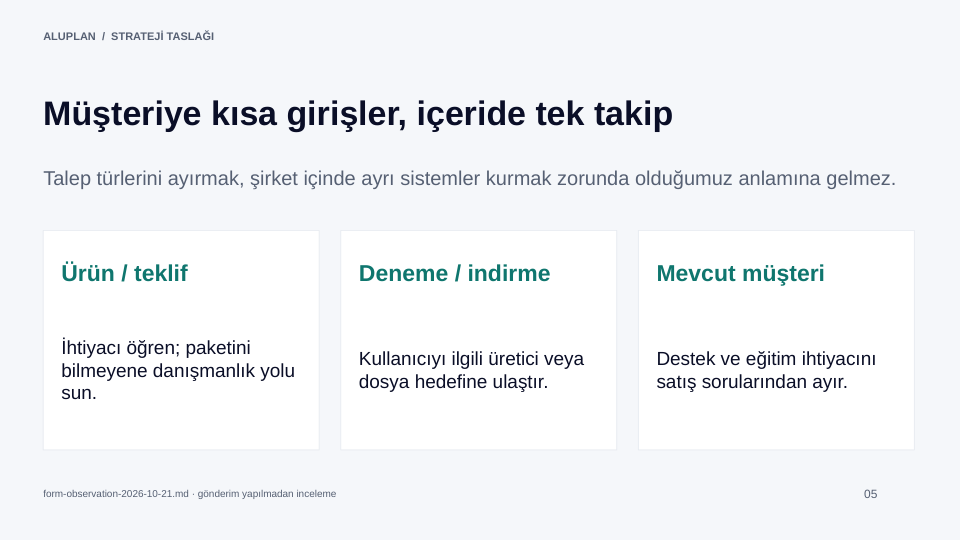 ALUPLAN / STRATEJİ TASLAĞI
Müşteriye kısa girişler, içeride tek takip
Talep türlerini ayırmak, şirket içinde ayrı sistemler kurmak zorunda olduğumuz anlamına gelmez.
Ürün / teklif
İhtiyacı öğren; paketini
bilmeyene danışmanlık yolu
sun.
Deneme / indirme
Kullanıcıyı ilgili üretici veya
dosya hedefine ulaştır.
Mevcut müşteri
Destek ve eğitim ihtiyacını
satış sorularından ayır.
form-observation-2026-10-21.md · gönderim yapılmadan inceleme
05